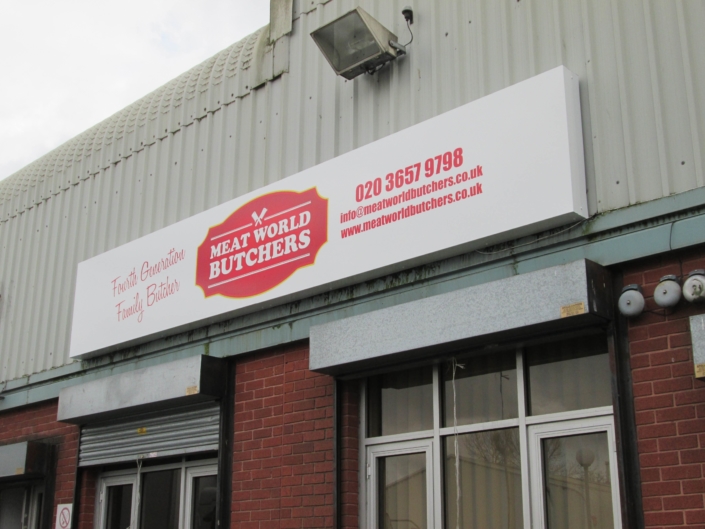 Fourth Generation
Family Butcher
MEAT WORLD
BUTCHERS
020 3657 9798
info@meatworldbutchers.co.uk
www.meatworldbutchers.co.uk